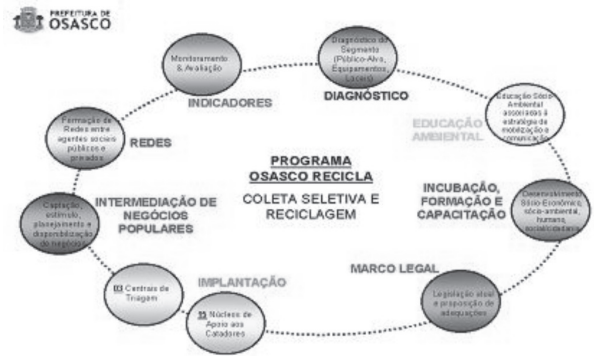 PREFEITURA DE
OSASCO
Monitoramento
& Avaliação
INDICADORES
Diagnóstico do
Segmento
(Público-Alvo,
Equipamentos,
Locais)
DIAGNÓSTICO
Educação Sócio
Ambiental
associadas à
estratégia de
mobilização e
comunicação
EDUCAÇÃO
AMBIENTAL
Formação de
Redes entre
agentes sociais
públicos e
privados
REDES
PROGRAMA
OSASCO RECICLA
COLETA SELETIVA E
RECICLAGEM
INCUBAÇÃO,
FORMAÇÃO E
CAPACITAÇÃO
Desenvolvimento
Sócio-Econômico,
sócio-ambiental,
humano,
Captação,
estímulo,
planejamento e
disponibilização
de negócios
INTERMEDIAÇÃO DE
NEGÓCIOS
POPULARES
MARCO LEGAL
Legislação atual
e proposição de
adequações
IMPLANTAÇÃO
03 Centrais de
Triagem
15 Núcleos de
Apoio aos
Catadores